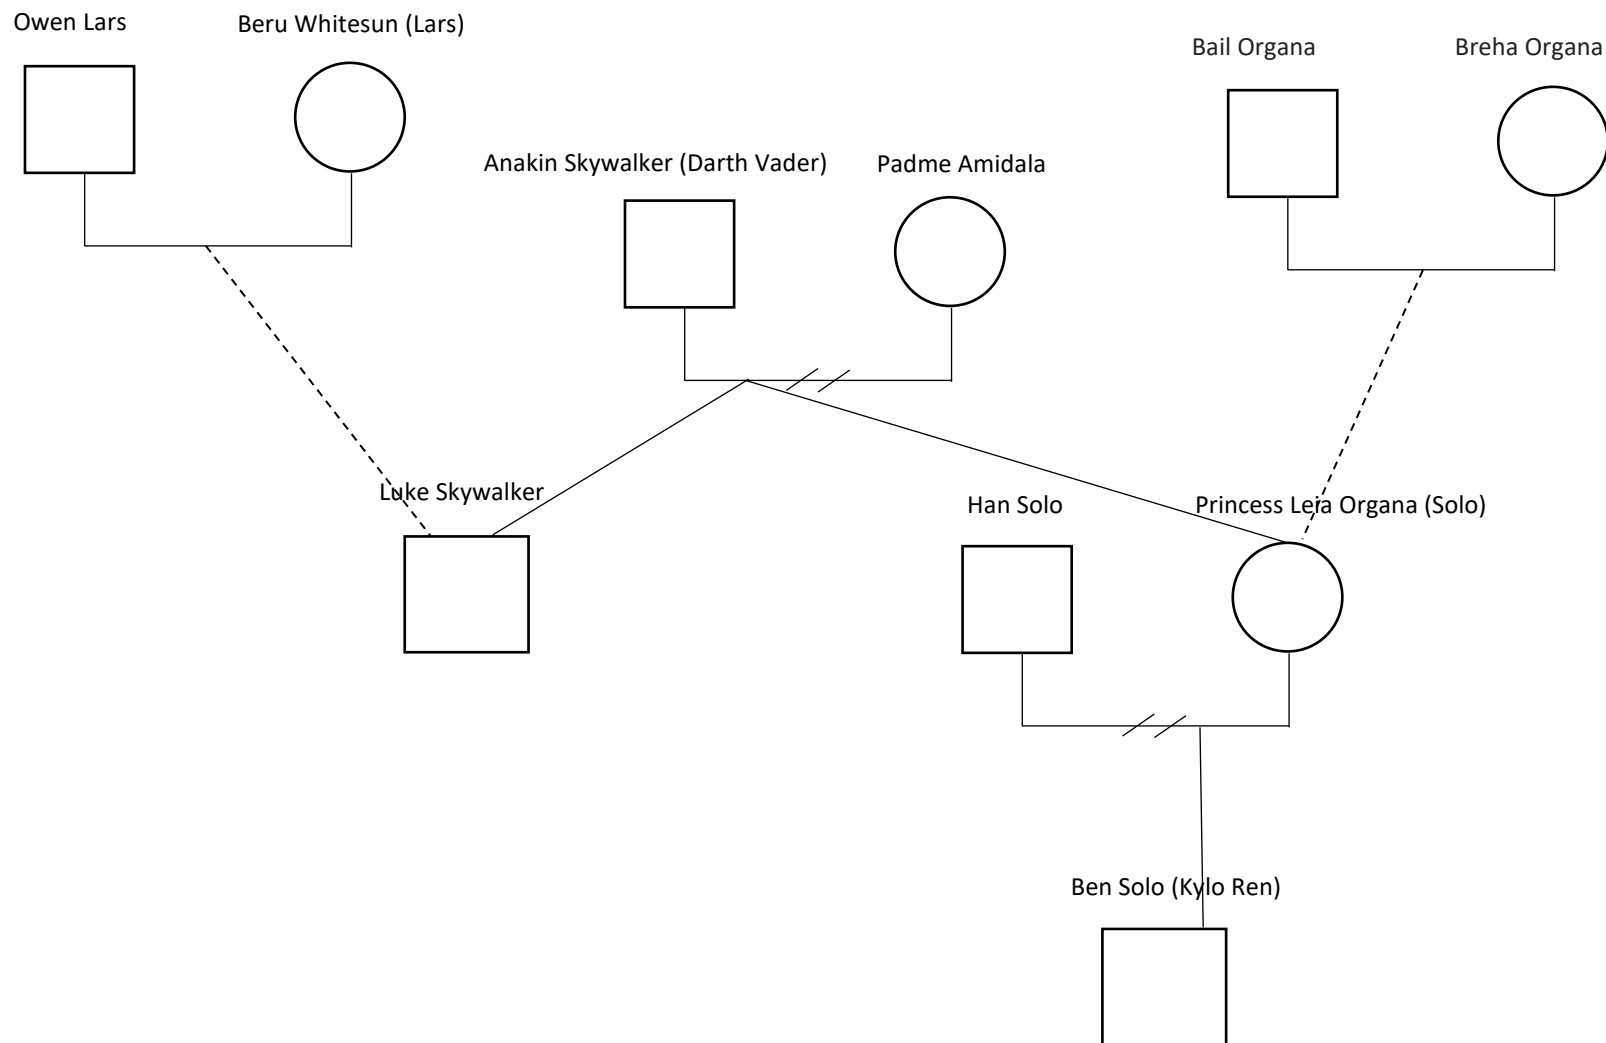 Owen Lars
Beru Whitesun (Lars)
Bail Organa
Breha Organa
Anakin Skywalker (Darth Vader)
Padme Amidala
Luke Skywalker
Han Solo
Princess Leia Organa (Solo)
Ben Solo (Kylo Ren)